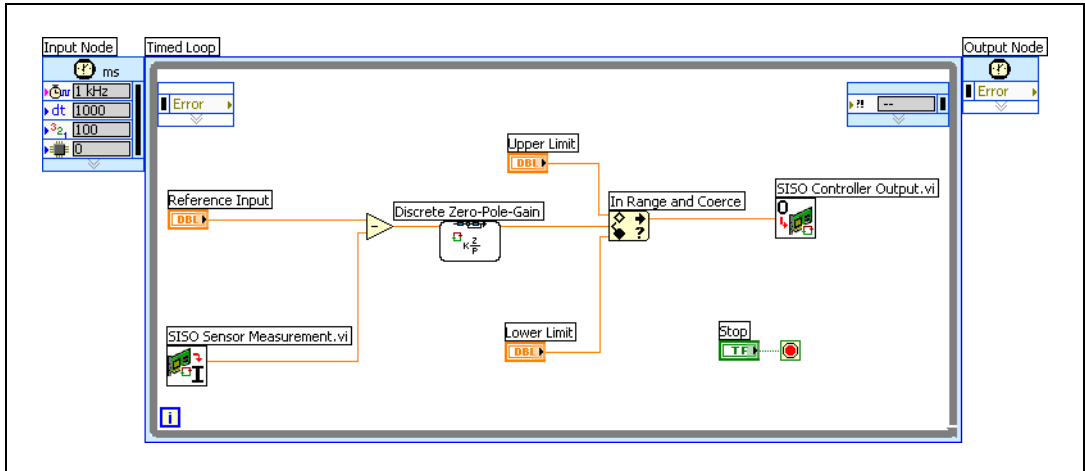 Input Node
Timed Loop
Output Node
ms
1 kHz
dt 1000
321 100
0
Error
?! --
Error
Upper Limit
DBL
Reference Input
DBL
Discrete Zero-Pole-Gain
K Z/P
In Range and Coerce
?
SISO Controller Output.vi
O
SISO Sensor Measurement.vi
I
Lower Limit
DBL
Stop
TF
i